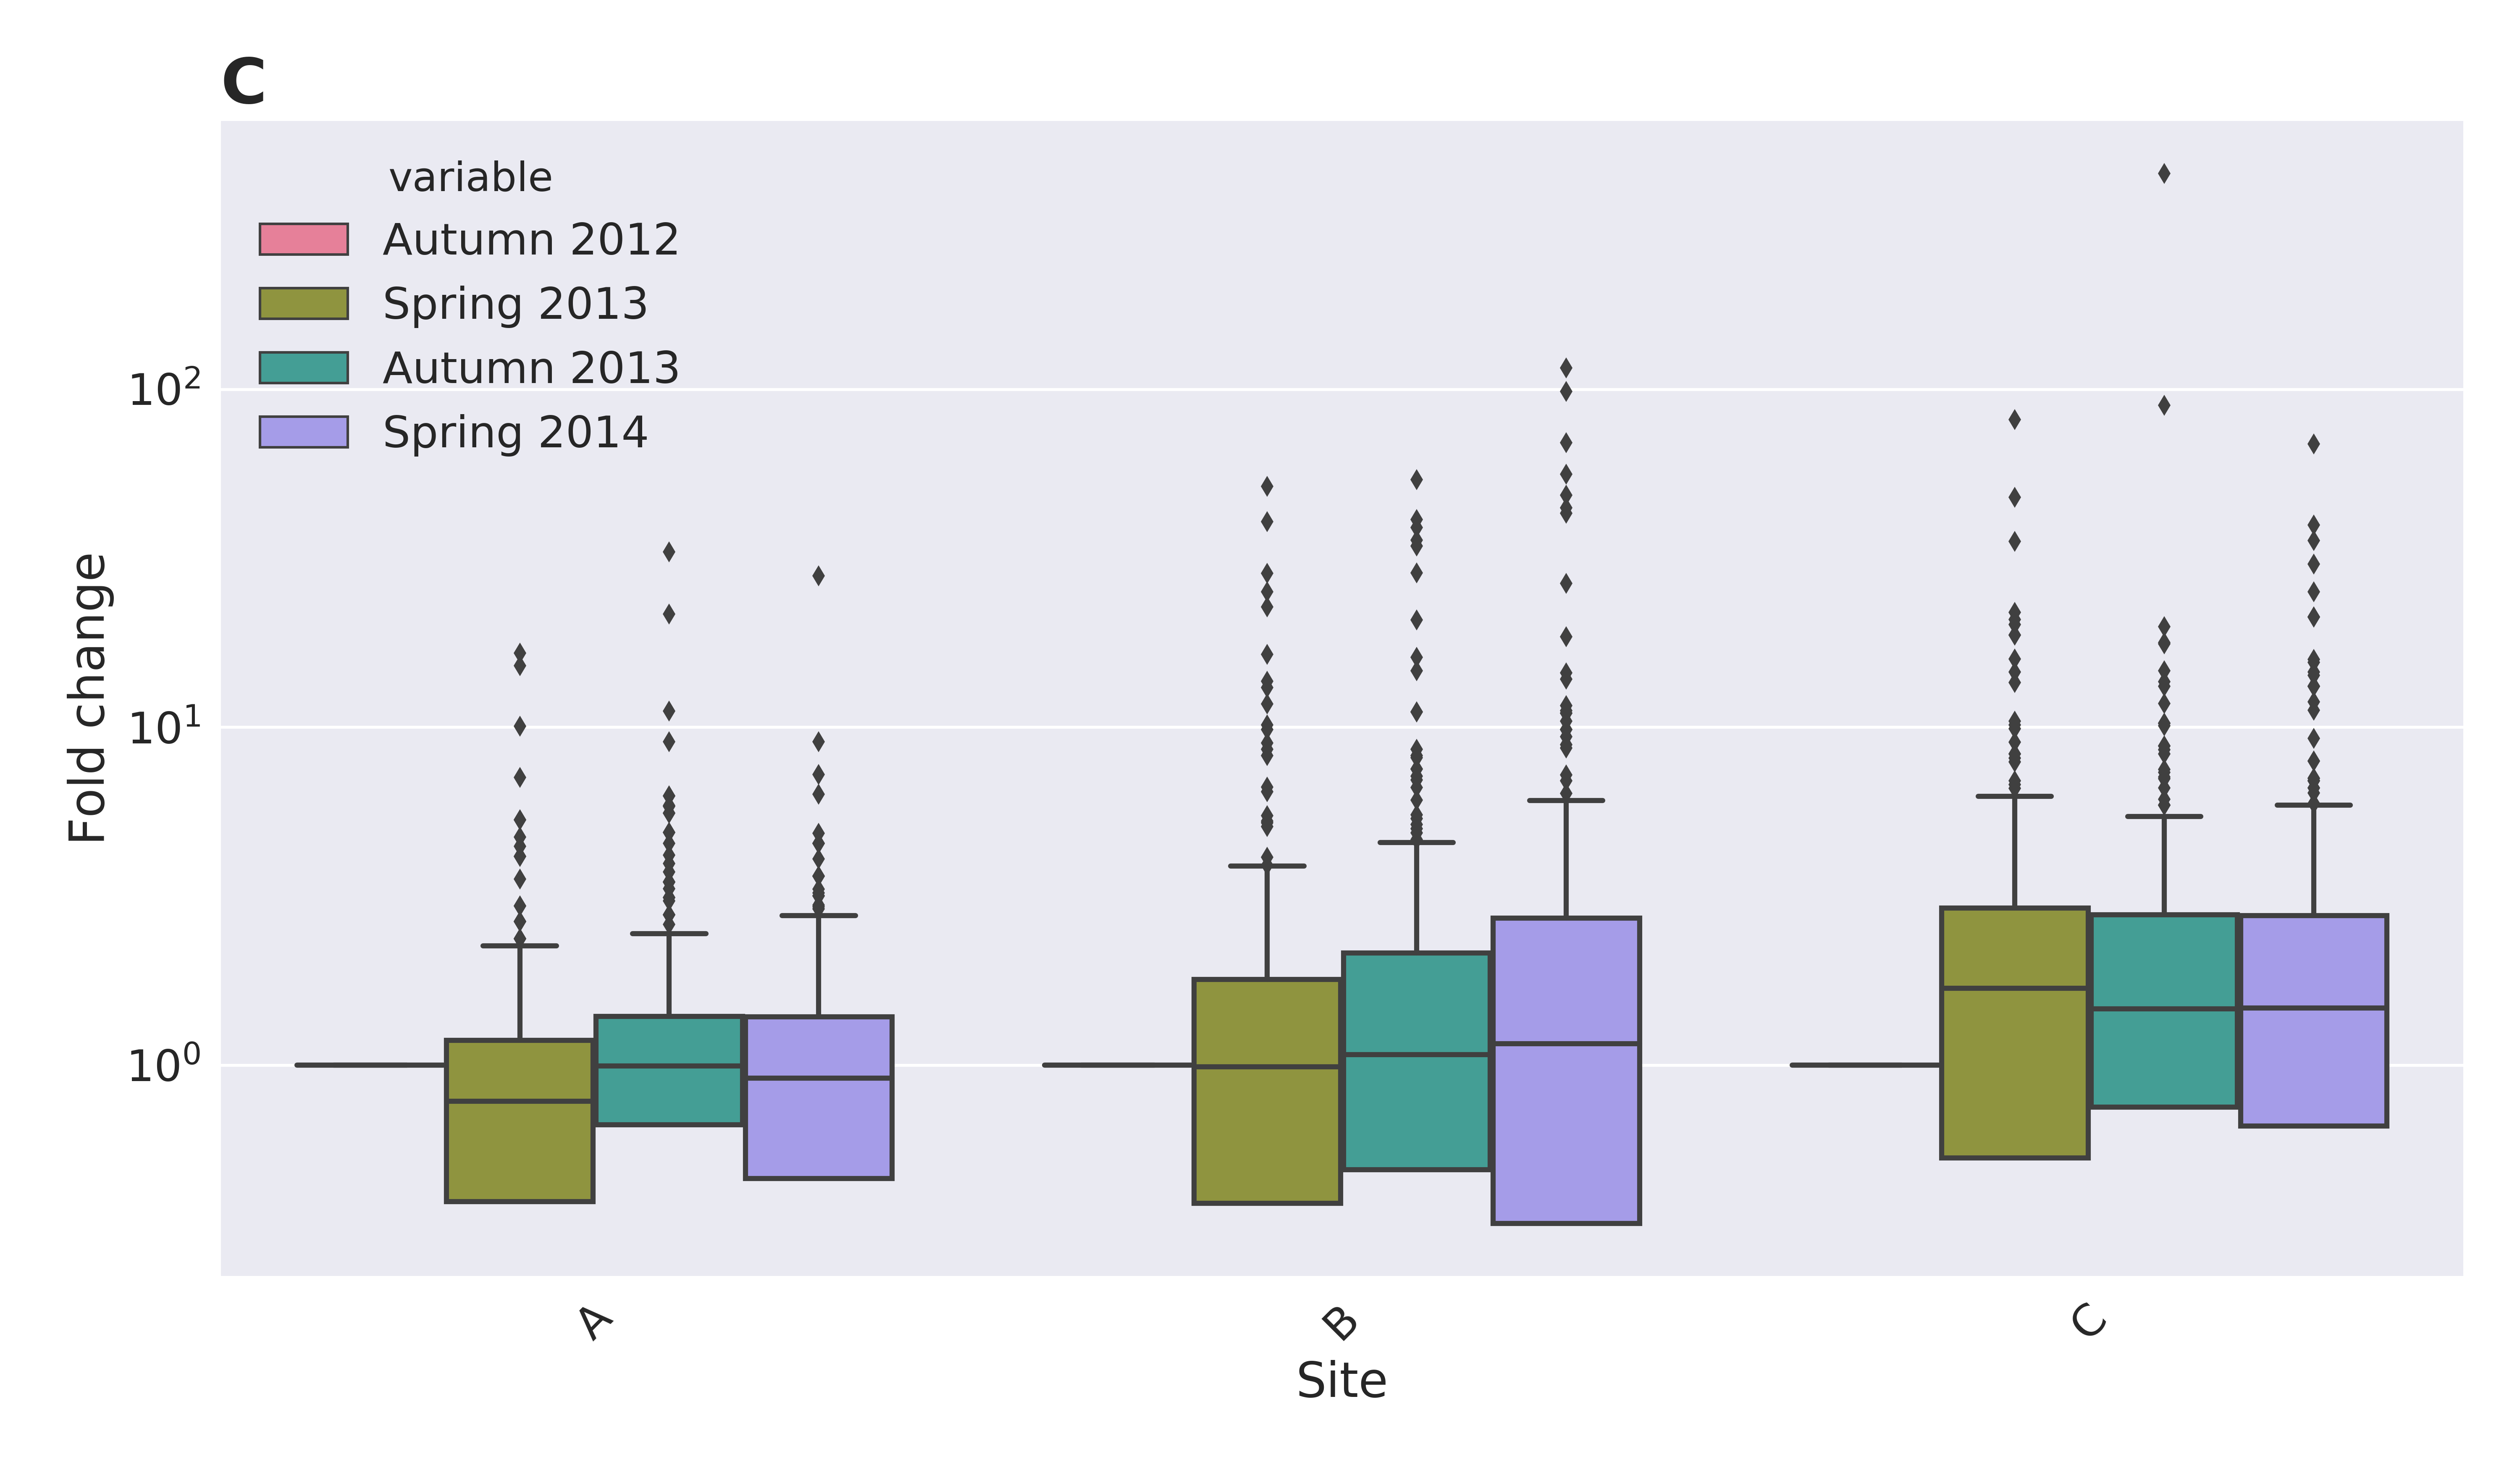 C
variable
Autumn 2012
Spring 2013
Autumn 2013
Spring 2014
10²
10¹
10⁰
Fold change
A
B
C
Site